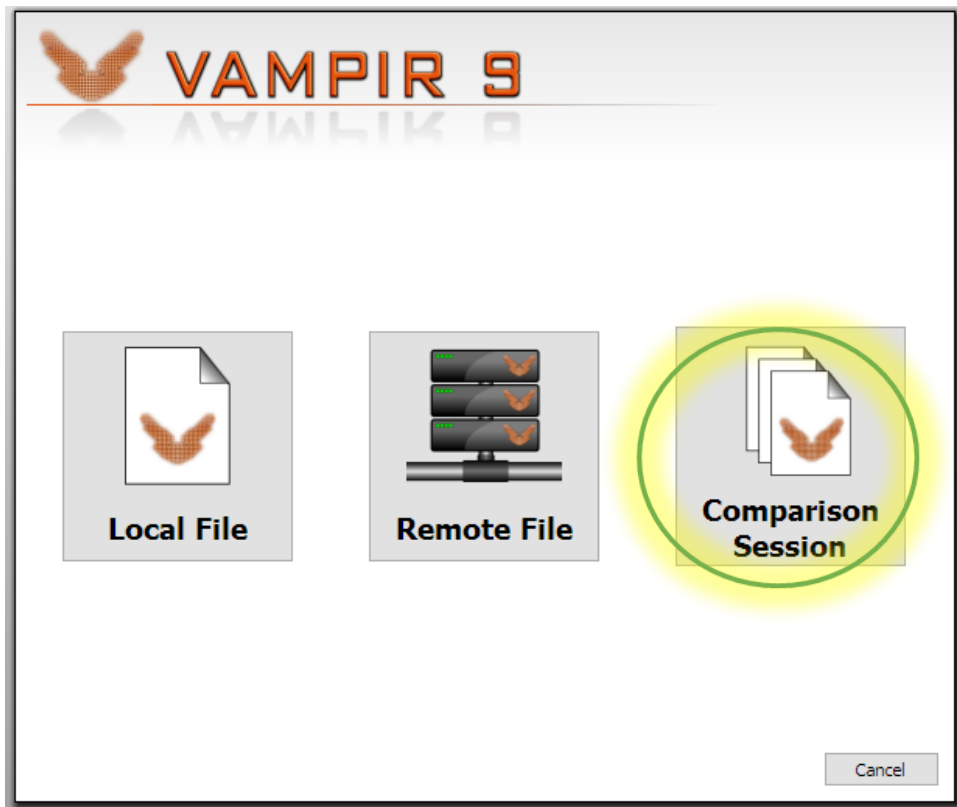 VAMPIR 9
Local File
Remote File
Comparison
Session
Cancel